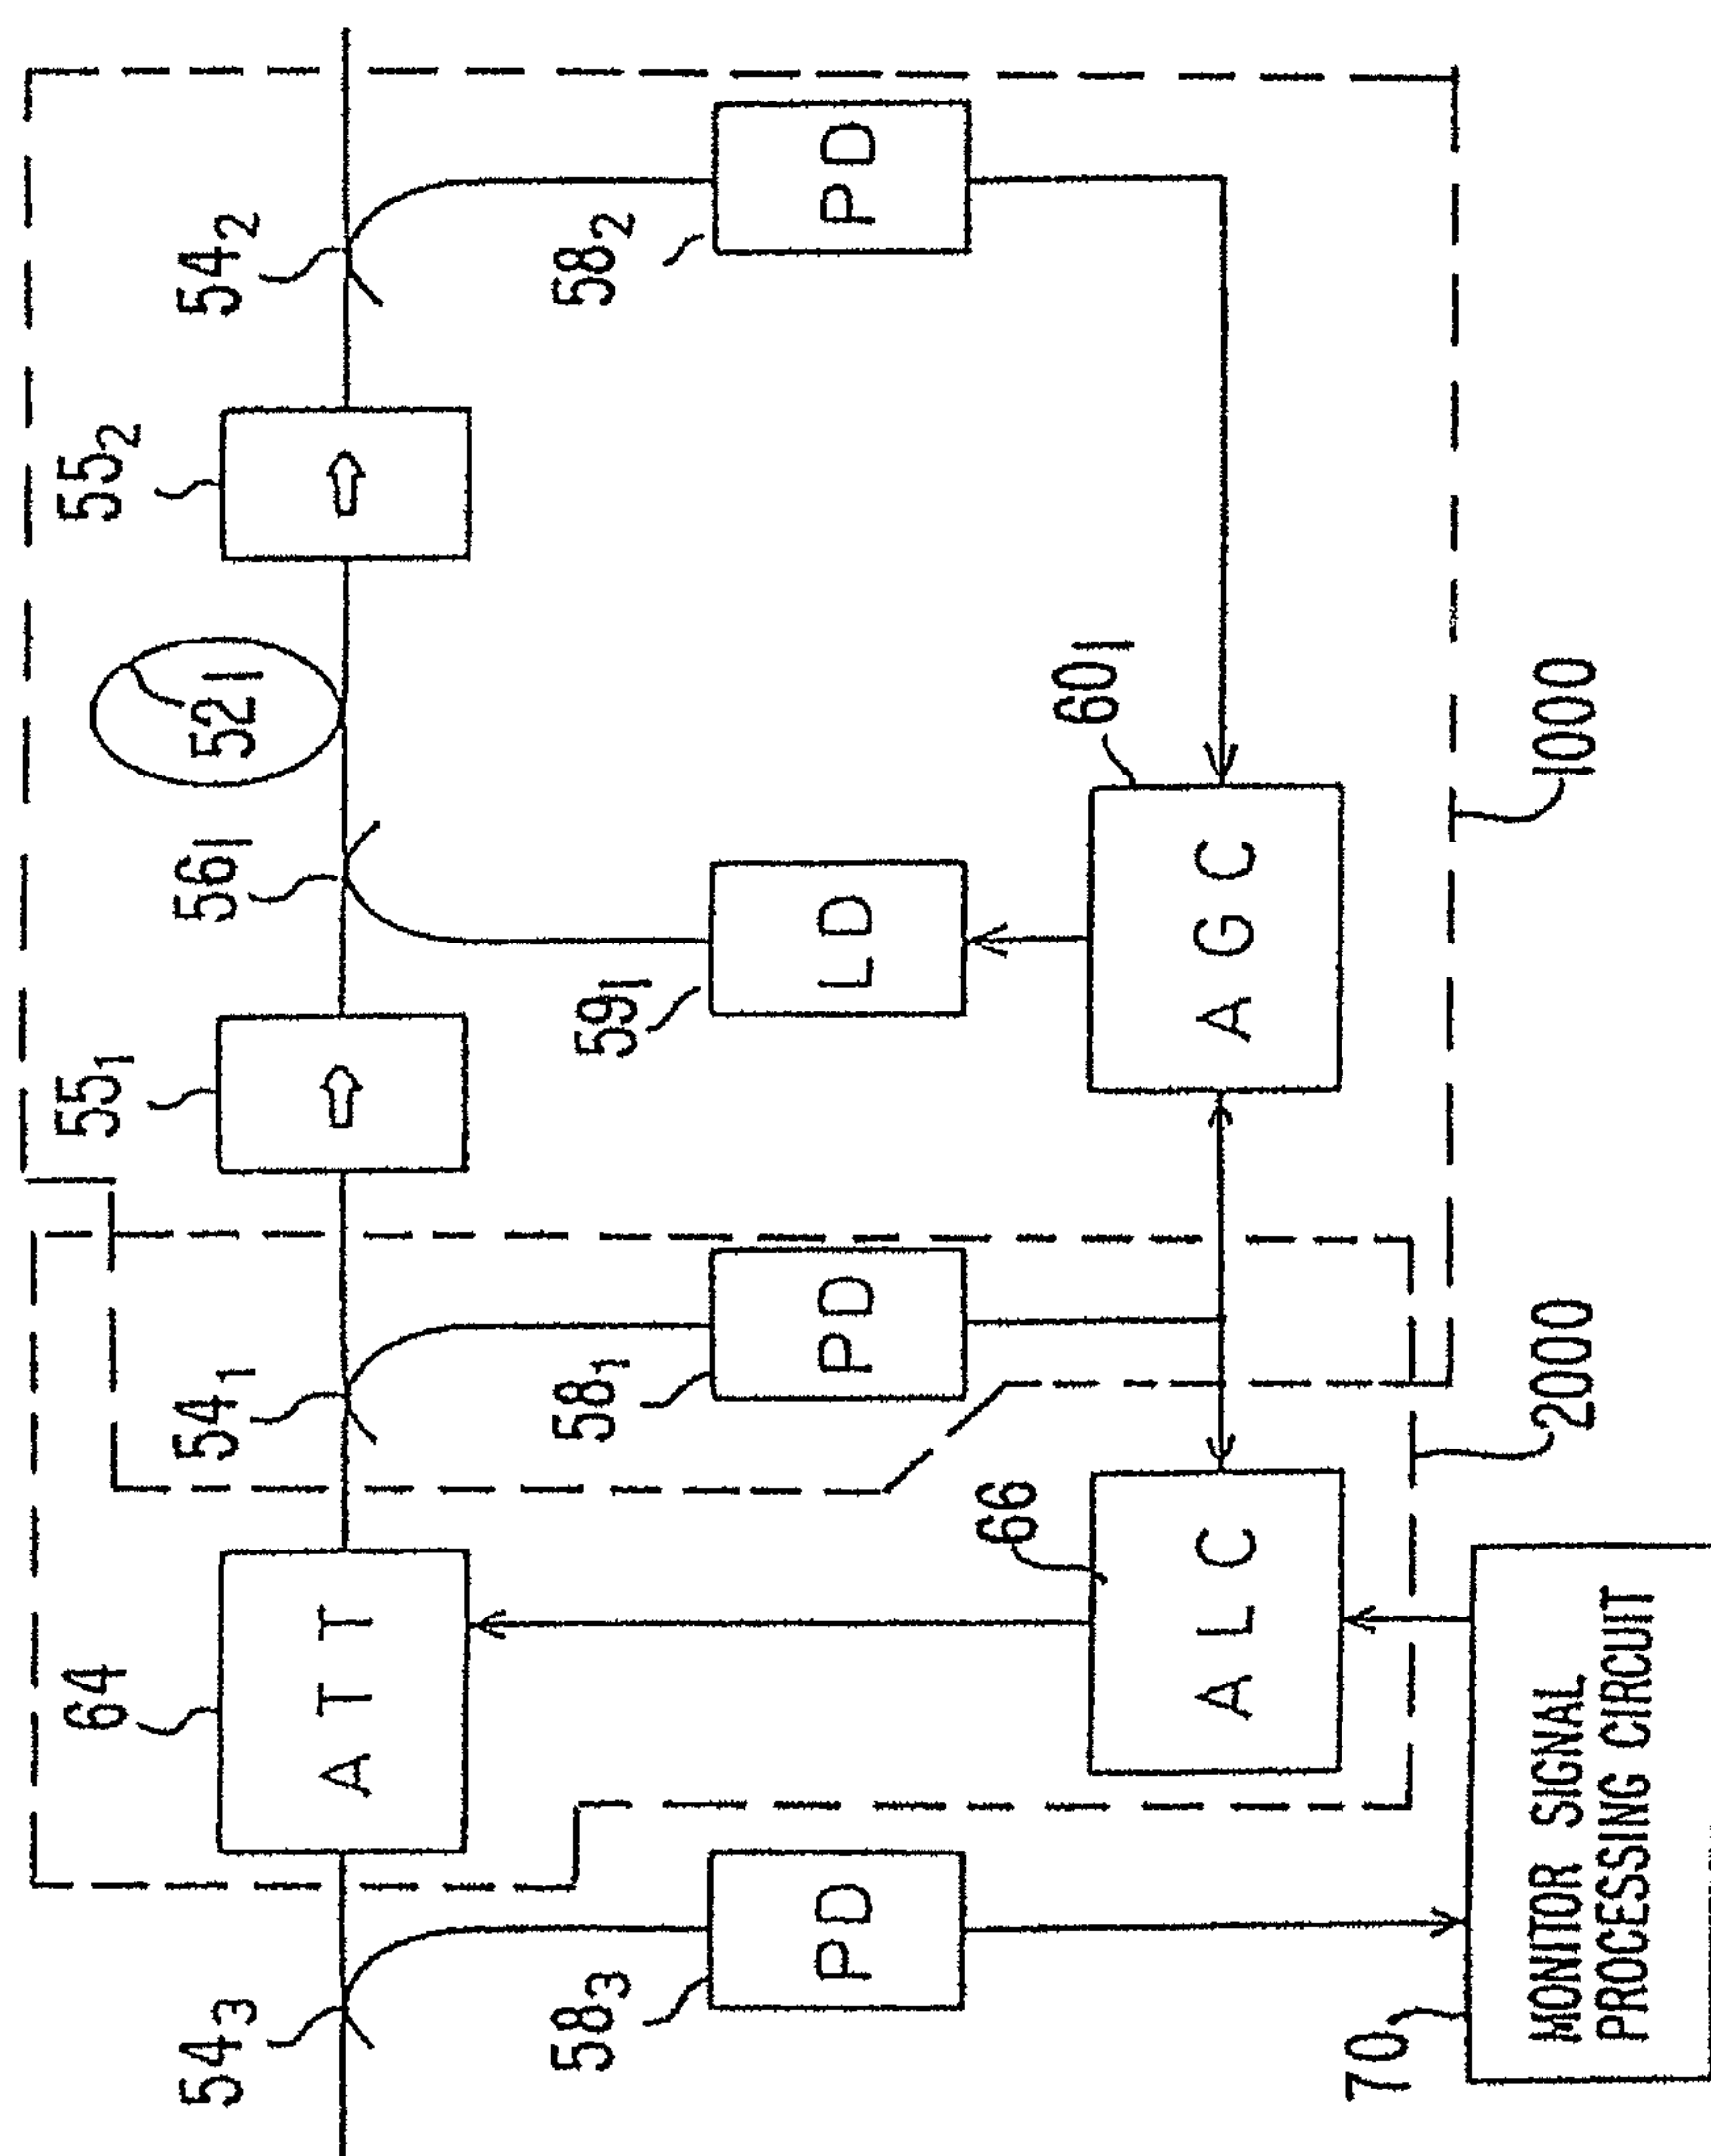 54₃
64
54₁
55₁
56₁
52₁
55₂
54₂
ATT
58₃
PD
58₁
PD
59₁
LD
58₂
PD
66
ALC
60₁
AGC
70
MONITOR SIGNAL
PROCESSING CIRCUIT
2000
1000